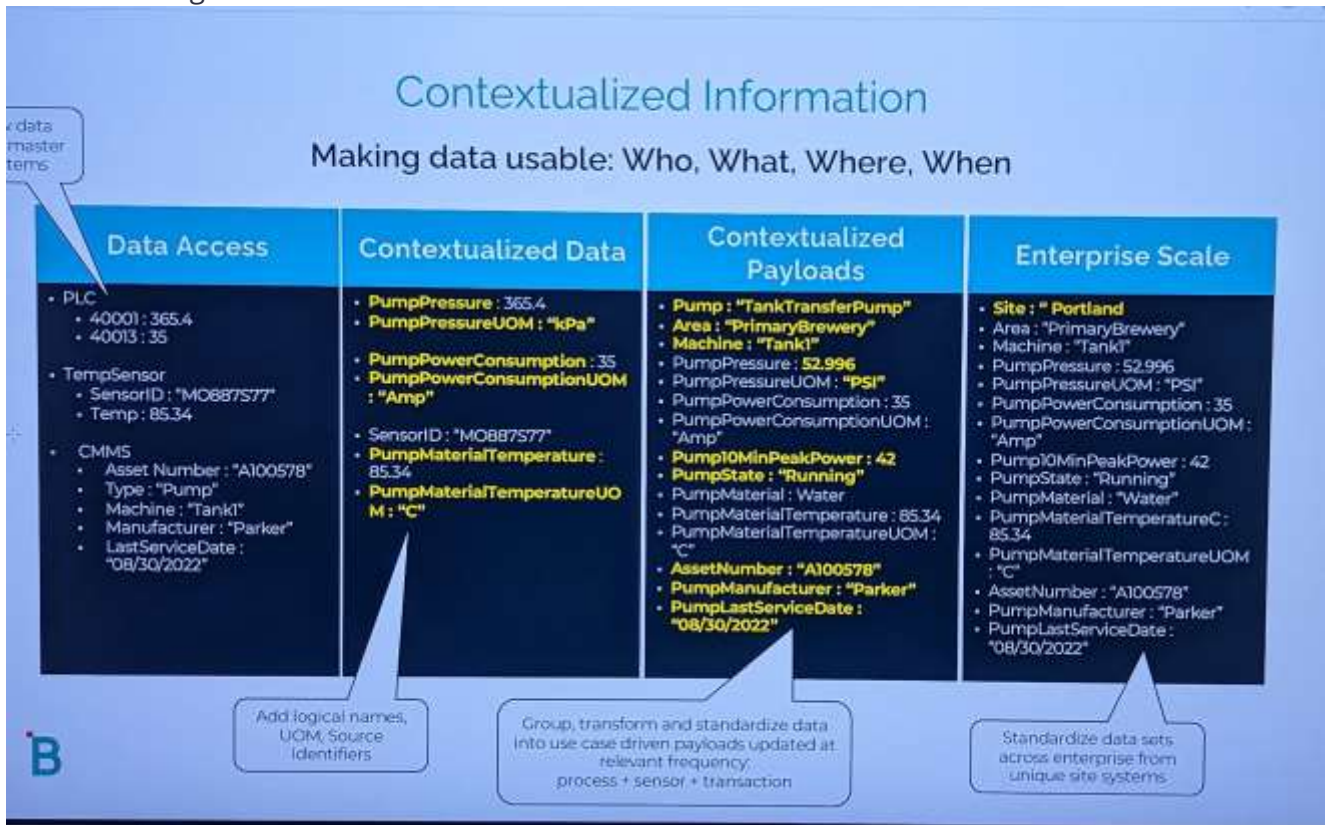 Contextualized Information
Making data usable: Who, What, Where, When
data
master
Data Access
• PLC
• 40001 : 365.4
• 40013 : 35
• TempSensor
• SensorID : "MO887S77"
• Temp : 85.34
• CMMS
• Asset Number : "A100578"
• Type : "Pump"
• Machine : "Tank1"
• Manufacturer : "Parker"
• LastServiceDate :
"08/30/2022"
Contextualized Data
• PumpPressure : 365.4
• PumpPressureUOM : "kPa"
• PumpPowerConsumption : 35
• PumpPowerConsumptionUOM
: "Amp"
• SensorID : "MO887S77"
• PumpMaterialTemperature :
85.34
• PumpMaterialTemperatureUO
M : "C"
Contextualized
Payloads
• Pump : "TankTransferPump"
• Area : "PrimaryBrewery"
• Machine : "Tank1"
• PumpPressure : 52.996
• PumpPressureUOM : "PSI"
• PumpPowerConsumption : 35
• PumpPowerConsumptionUOM :
"Amp"
• Pump10MinPeakPower : 42
• PumpState : "Running"
• PumpMaterial : Water
• PumpMaterialTemperature : 85.34
• PumpMaterialTemperatureUOM :
"C"
• AssetNumber : "A100578"
• PumpManufacturer : "Parker"
• PumpLastServiceDate :
"08/30/2022"
Enterprise Scale
• Site : " Portland
• Area : "PrimaryBrewery"
• Machine : "Tank1"
• PumpPressure : 52.996
• PumpPressureUOM : "PSI"
• PumpPowerConsumption : 35
• PumpPowerConsumptionUOM :
"Amp"
• Pump10MinPeakPower : 42
• PumpState : "Running"
• PumpMaterial : "Water"
• PumpMaterialTemperatureC :
85.34
• PumpMaterialTemperatureUOM
: "C"
• AssetNumber : "A100578"
• PumpManufacturer : "Parker"
• PumpLastServiceDate :
"08/30/2022"
Add logical names,
UOM, Source
Identifiers
Group, transform and standardize data
into use case driven payloads updated at
relevant frequency:
process + sensor + transaction
Standardize data sets
across enterprise from
unique site systems
B